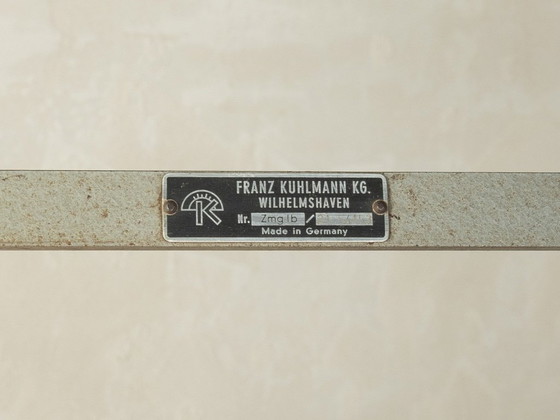 FRANZ KUHLMANN KG.
WILHELMSHAVEN
K
Nr. Zmg Ib /
Made in Germany